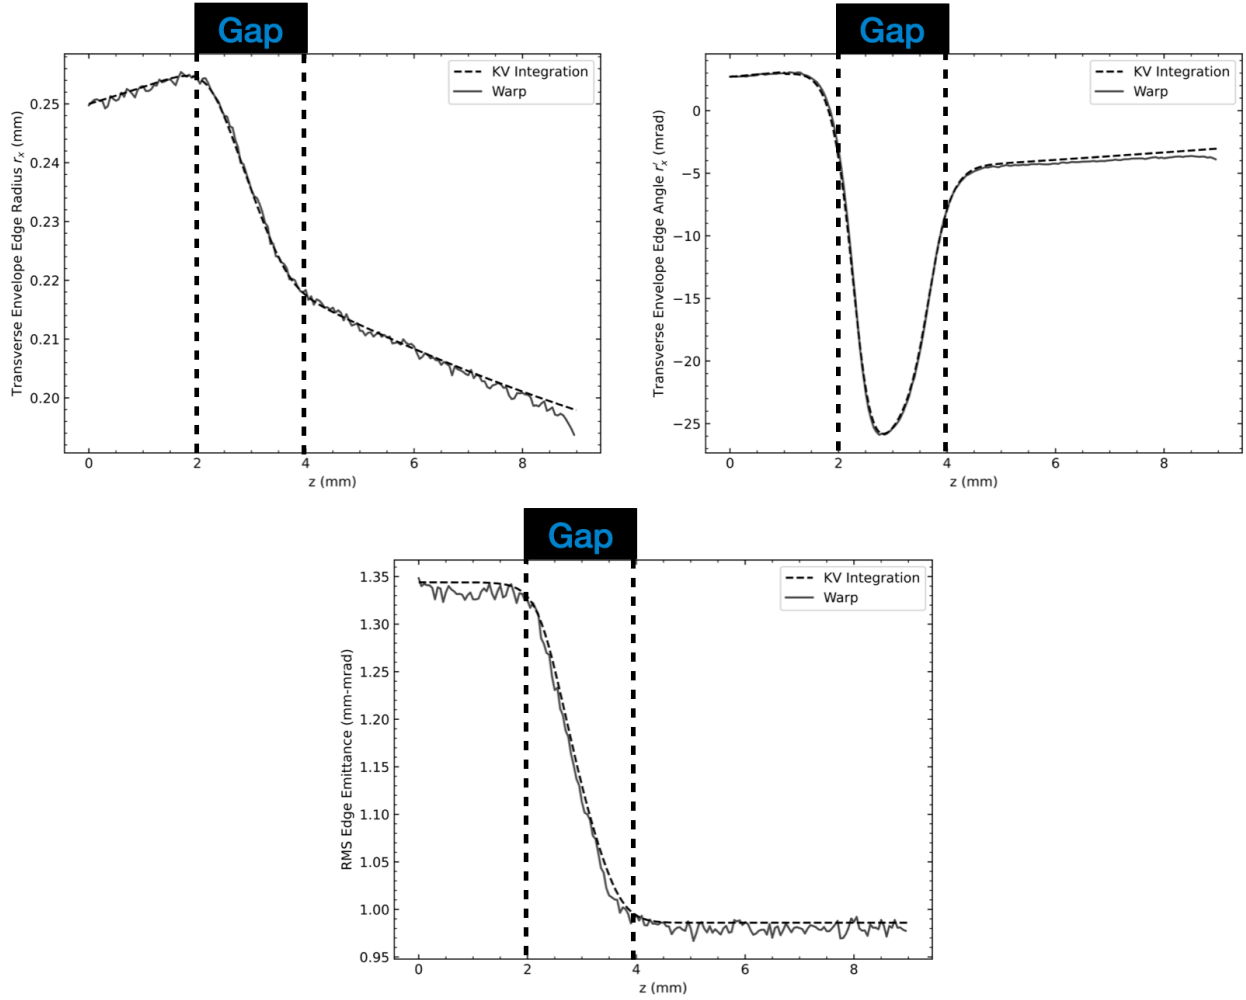 Gap
KV Integration
Warp
Transverse Envelope Edge Radius rₓ (mm)
0.25
0.24
0.23
0.22
0.21
0.20
0 2 4 6 8
z (mm)
Gap
KV Integration
Warp
Transverse Envelope Edge Angle r′ₓ (mrad)
0
−5
−10
−15
−20
−25
0 2 4 6 8
z (mm)
Gap
KV Integration
Warp
RMS Edge Emittance (mm-mrad)
1.35
1.30
1.25
1.20
1.15
1.10
1.05
1.00
0.95
0 2 4 6 8
z (mm)